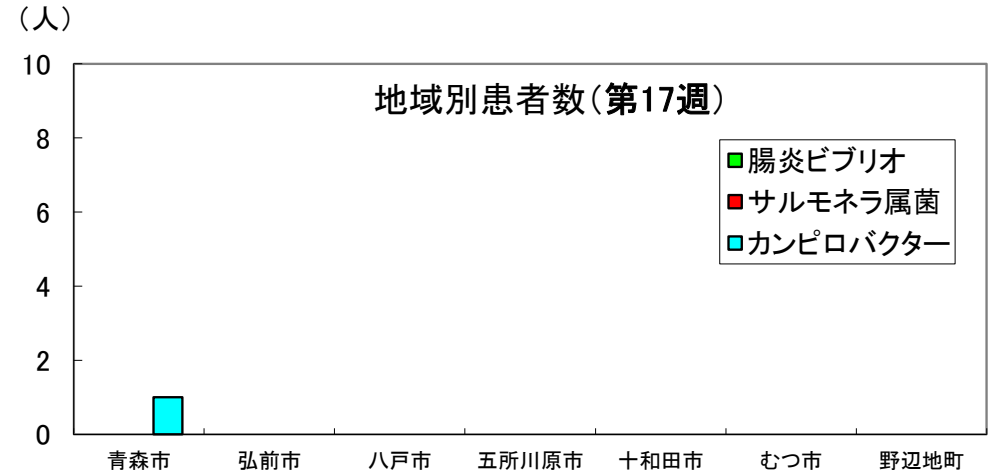 （人）
地域別患者数（第17週）
10
8
6
4
2
0
腸炎ビブリオ
サルモネラ属菌
カンピロバクター
青森市 弘前市 八戸市 五所川原市 十和田市 むつ市 野辺地町